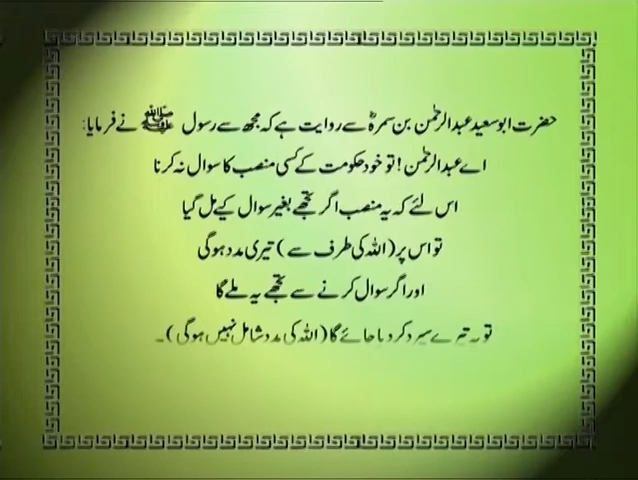 حضرت ابوسعید عبدالرحمٰن بن سمرہؓ سے روایت ہے کہ مجھ سے رسول ﷺ نے فرمایا:
اے عبدالرحمٰن! تو خود حکومت کے کسی منصب کا سوال نہ کرنا
اس لئے کہ یہ منصب اگر تجھے بغیر سوال کیے مل گیا
تو اس پر (اللہ کی طرف سے) تیری مدد ہوگی
اور اگر سوال کرنے سے تجھے یہ ملے گا
تو یہ تیرے سپرد کر دیا جائے گا (اللہ کی مدد شامل نہیں ہوگی)۔